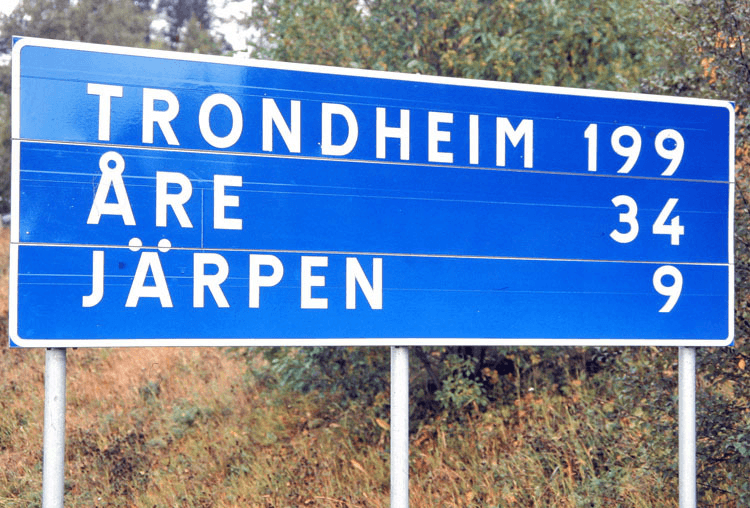 TRONDHEIM 199
ÅRE 34
JÄRPEN 9